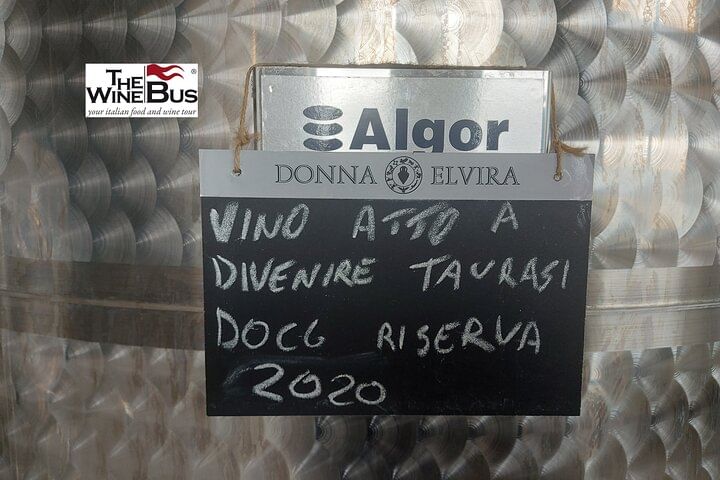 THE
WINEBUS®
your italian food and wine tour
Algor
DONNA ELVIRA
VINO ATTO A
DIVENIRE TAURASI
DOCG RISERVA
2020